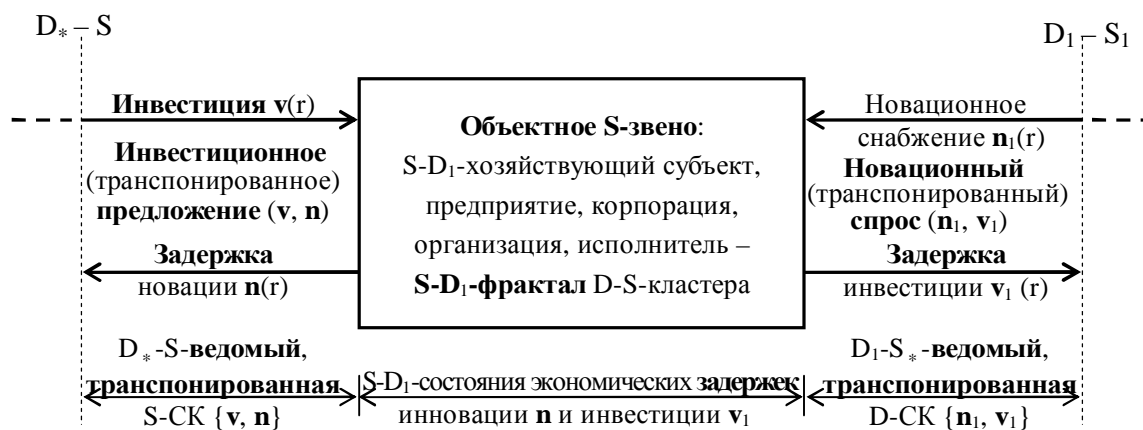 D* – S
D₁ – S₁
Инвестиция v(r)
Инвестиционное
(транспонированное)
предложение (v, n)
Задержка
новации n(r)
Объектное S-звено:
S-D₁-хозяйствующий субъект,
предприятие, корпорация,
организация, исполнитель –
S-D₁-фрактал D-S-кластера
Новационное
снабжение n₁(r)
Новационный
(транспонированный)
спрос (n₁, v₁)
Задержка
инвестиции v₁ (r)
D*-S-ведомый,
транспонированная
S-СК {v, n}
S-D₁-состояния экономических задержек
инновации n и инвестиции v₁
D₁-S*-ведомый,
транспонированная
D-СК {n₁, v₁}